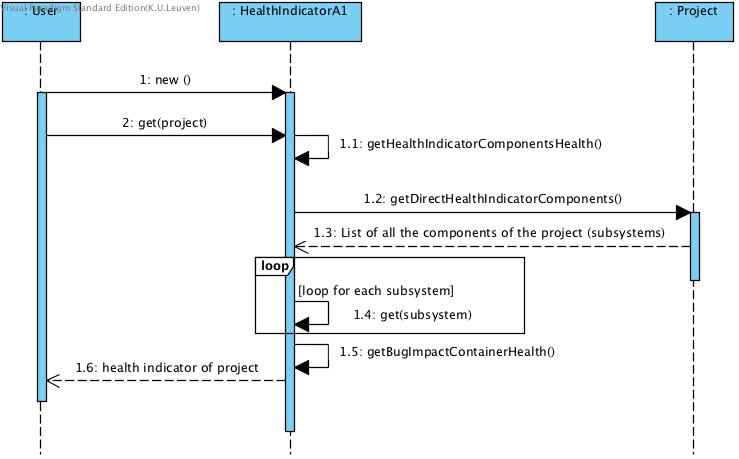 Visual Paradigm Standard Edition(K.U.Leuven)
: User
: HealthIndicatorA1
: Project
1: new ()
2: get(project)
1.1: getHealthIndicatorComponentsHealth()
1.2: getDirectHealthIndicatorComponents()
1.3: List of all the components of the project (subsystems)
loop
[loop for each subsystem]
1.4: get(subsystem)
1.5: getBugImpactContainerHealth()
1.6: health indicator of project